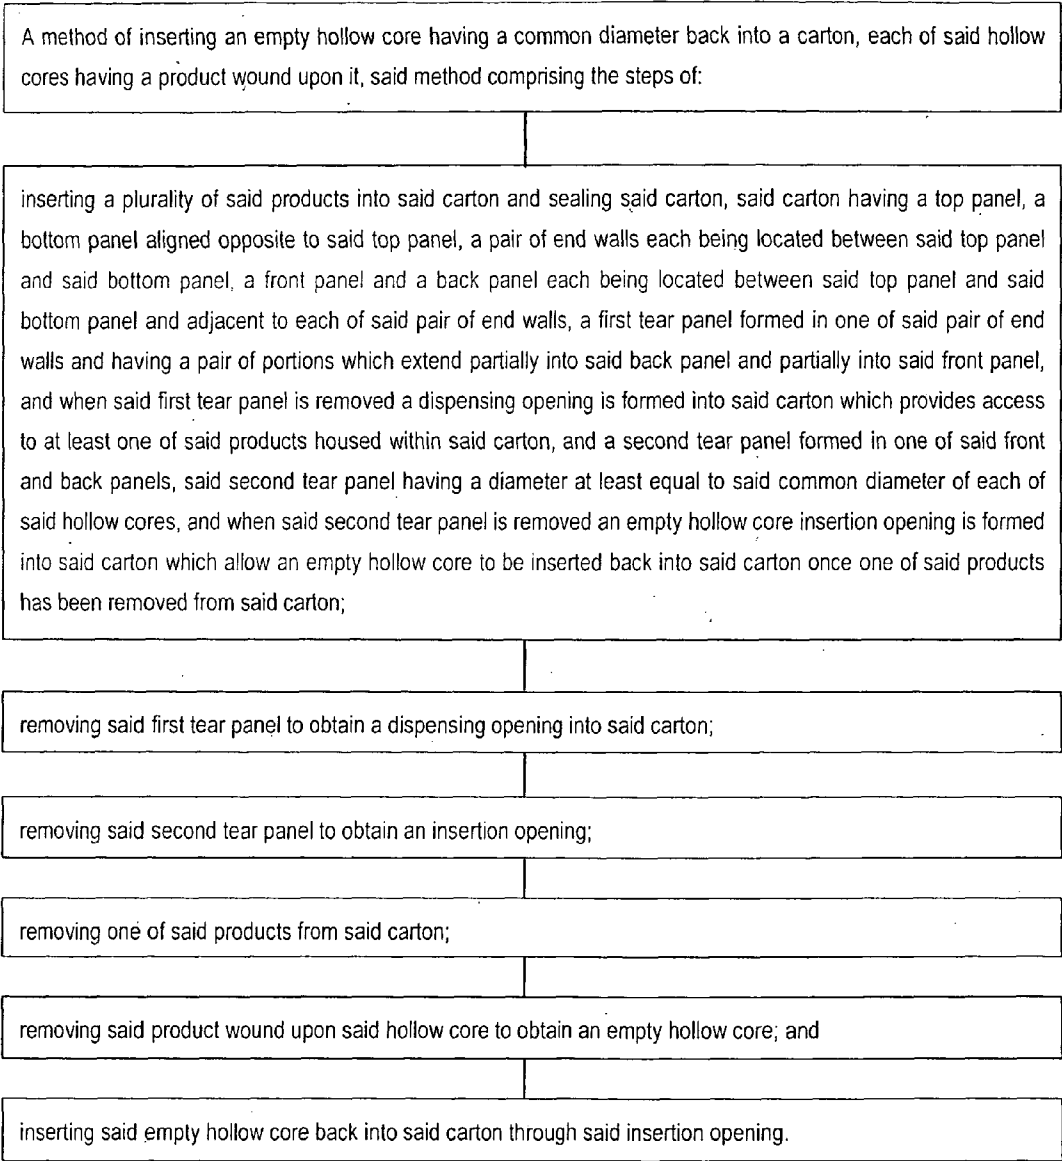 A method of inserting an empty hollow core having a common diameter back into a carton, each of said hollow
cores having a product wound upon it, said method comprising the steps of:
inserting a plurality of said products into said carton and sealing said carton, said carton having a top panel, a
bottom panel aligned opposite to said top panel, a pair of end walls each being located between said top panel
and said bottom panel, a front panel and a back panel each being located between said top panel and said
bottom panel and adjacent to each of said pair of end walls, a first tear panel formed in one of said pair of end
walls and having a pair of portions which extend partially into said back panel and partially into said front panel,
and when said first tear panel is removed a dispensing opening is formed into said carton which provides access
to at least one of said products housed within said carton, and a second tear panel formed in one of said front
and back panels, said second tear panel having a diameter at least equal to said common diameter of each of
said hollow cores, and when said second tear panel is removed an empty hollow core insertion opening is formed
into said carton which allow an empty hollow core to be inserted back into said carton once one of said products
has been removed from said carton;
removing said first tear panel to obtain a dispensing opening into said carton;
removing said second tear panel to obtain an insertion opening;
removing one of said products from said carton;
removing said product wound upon said hollow core to obtain an empty hollow core; and
inserting said empty hollow core back into said carton through said insertion opening.